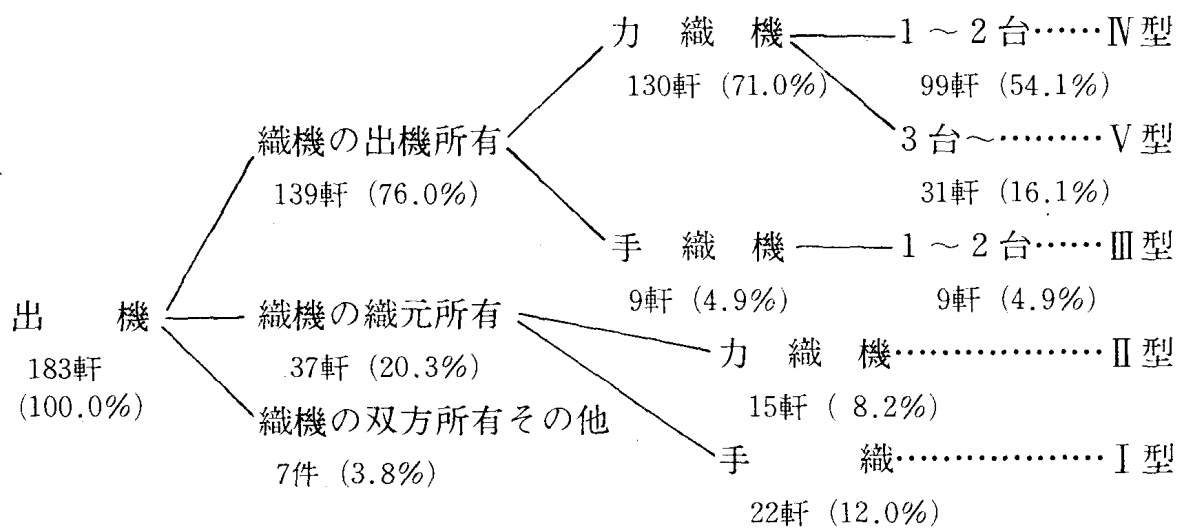 力織機 1～2台……Ⅳ型
130軒 (71.0%) 99軒 (54.1%)
織機の出機所有 3台～………Ⅴ型
139軒 (76.0%) 31軒 (16.1%)
手織機 1～2台……Ⅲ型
9軒 (4.9%) 9軒 (4.9%)
出機 織機の織元所有
183軒 37軒 (20.3%) 力織機………………Ⅱ型
(100.0%) 15軒 ( 8.2%)
織機の双方所有その他
7件 (3.8%) 手織………………Ⅰ型
22軒 (12.0%)